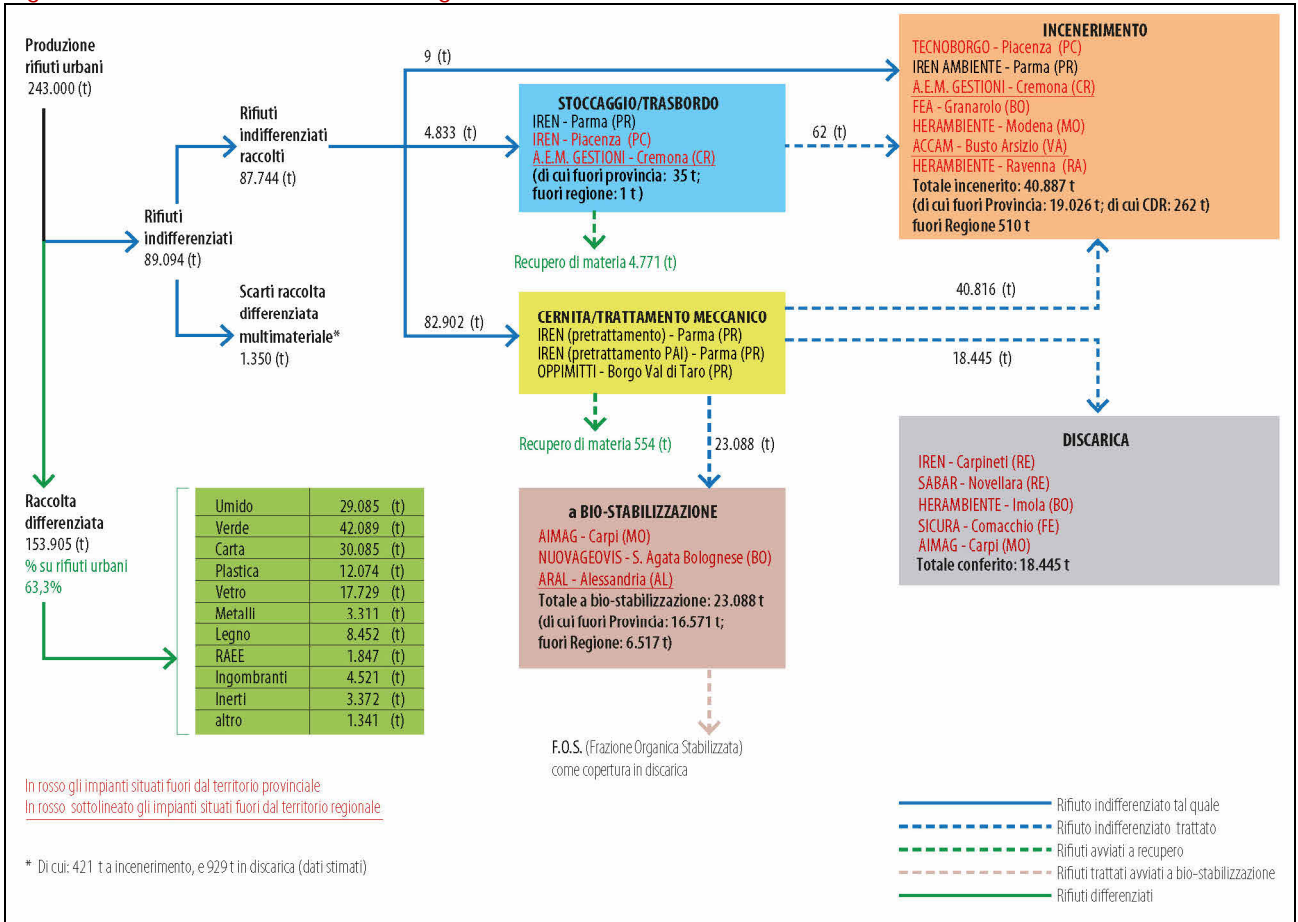 Produzione
rifiuti urbani
243.000 (t)
Rifiuti
indifferenziati
89.094 (t)
Rifiuti
indifferenziati
raccolti
87.744 (t)
Scarti raccolta
differenziata
multimateriale*
1.350 (t)
9 (t)
4.833 (t)
82.902 (t)
STOCCAGGIO/TRASBORDO
IREN - Parma (PR)
IREN - Piacenza (PC)
A.E.M. GESTIONI - Cremona (CR)
(di cui fuori provincia: 35 t;
fuori regione: 1 t )
62 (t)
Recupero di materia 4.771 (t)
INCENERIMENTO
TECNOBORGO - Piacenza (PC)
IREN AMBIENTE - Parma (PR)
A.E.M. GESTIONI - Cremona (CR)
FEA - Granarolo (BO)
HERAMBIENTE - Modena (MO)
ACCAM - Busto Arsizio (VA)
HERAMBIENTE - Ravenna (RA)
Totale incenerito: 40.887 t
(di cui fuori Provincia: 19.026 t; di cui CDR: 262 t)
fuori Regione 510 t
CERNITA/TRATTAMENTO MECCANICO
IREN (pretrattamento) - Parma (PR)
IREN (pretrattamento PAI) - Parma (PR)
OPPIMITTI - Borgo Val di Taro (PR)
40.816 (t)
18.445 (t)
Recupero di materia 554 (t)
23.088 (t)
DISCARICA
IREN - Carpineti (RE)
SABAR - Novellara (RE)
HERAMBIENTE - Imola (BO)
SICURA - Comacchio (FE)
AIMAG - Carpi (MO)
Totale conferito: 18.445 t
a BIO-STABILIZZAZIONE
AIMAG - Carpi (MO)
NUOVAGEOVIS - S. Agata Bolognese (BO)
ARAL - Alessandria (AL)
Totale a bio-stabilizzazione: 23.088 t
(di cui fuori Provincia: 16.571 t;
fuori Regione: 6.517 t)
F.O.S. (Frazione Organica Stabilizzata)
come copertura in discarica
Raccolta
differenziata
153.905 (t)
% su rifiuti urbani
63,3%
Umido 29.085 (t)
Verde 42.089 (t)
Carta 30.085 (t)
Plastica 12.074 (t)
Vetro 17.729 (t)
Metalli 3.311 (t)
Legno 8.452 (t)
RAEE 1.847 (t)
Ingombranti 4.521 (t)
Inerti 3.372 (t)
altro 1.341 (t)
In rosso gli impianti situati fuori dal territorio provinciale
In rosso sottolineato gli impianti situati fuori dal territorio regionale
* Di cui: 421 t a incenerimento, e 929 t in discarica (dati stimati)
Rifiuto indifferenziato tal quale
Rifiuto indifferenziato trattato
Rifiuti avviati a recupero
Rifiuti trattati avviati a bio-stabilizzazione
Rifiuti differenziati